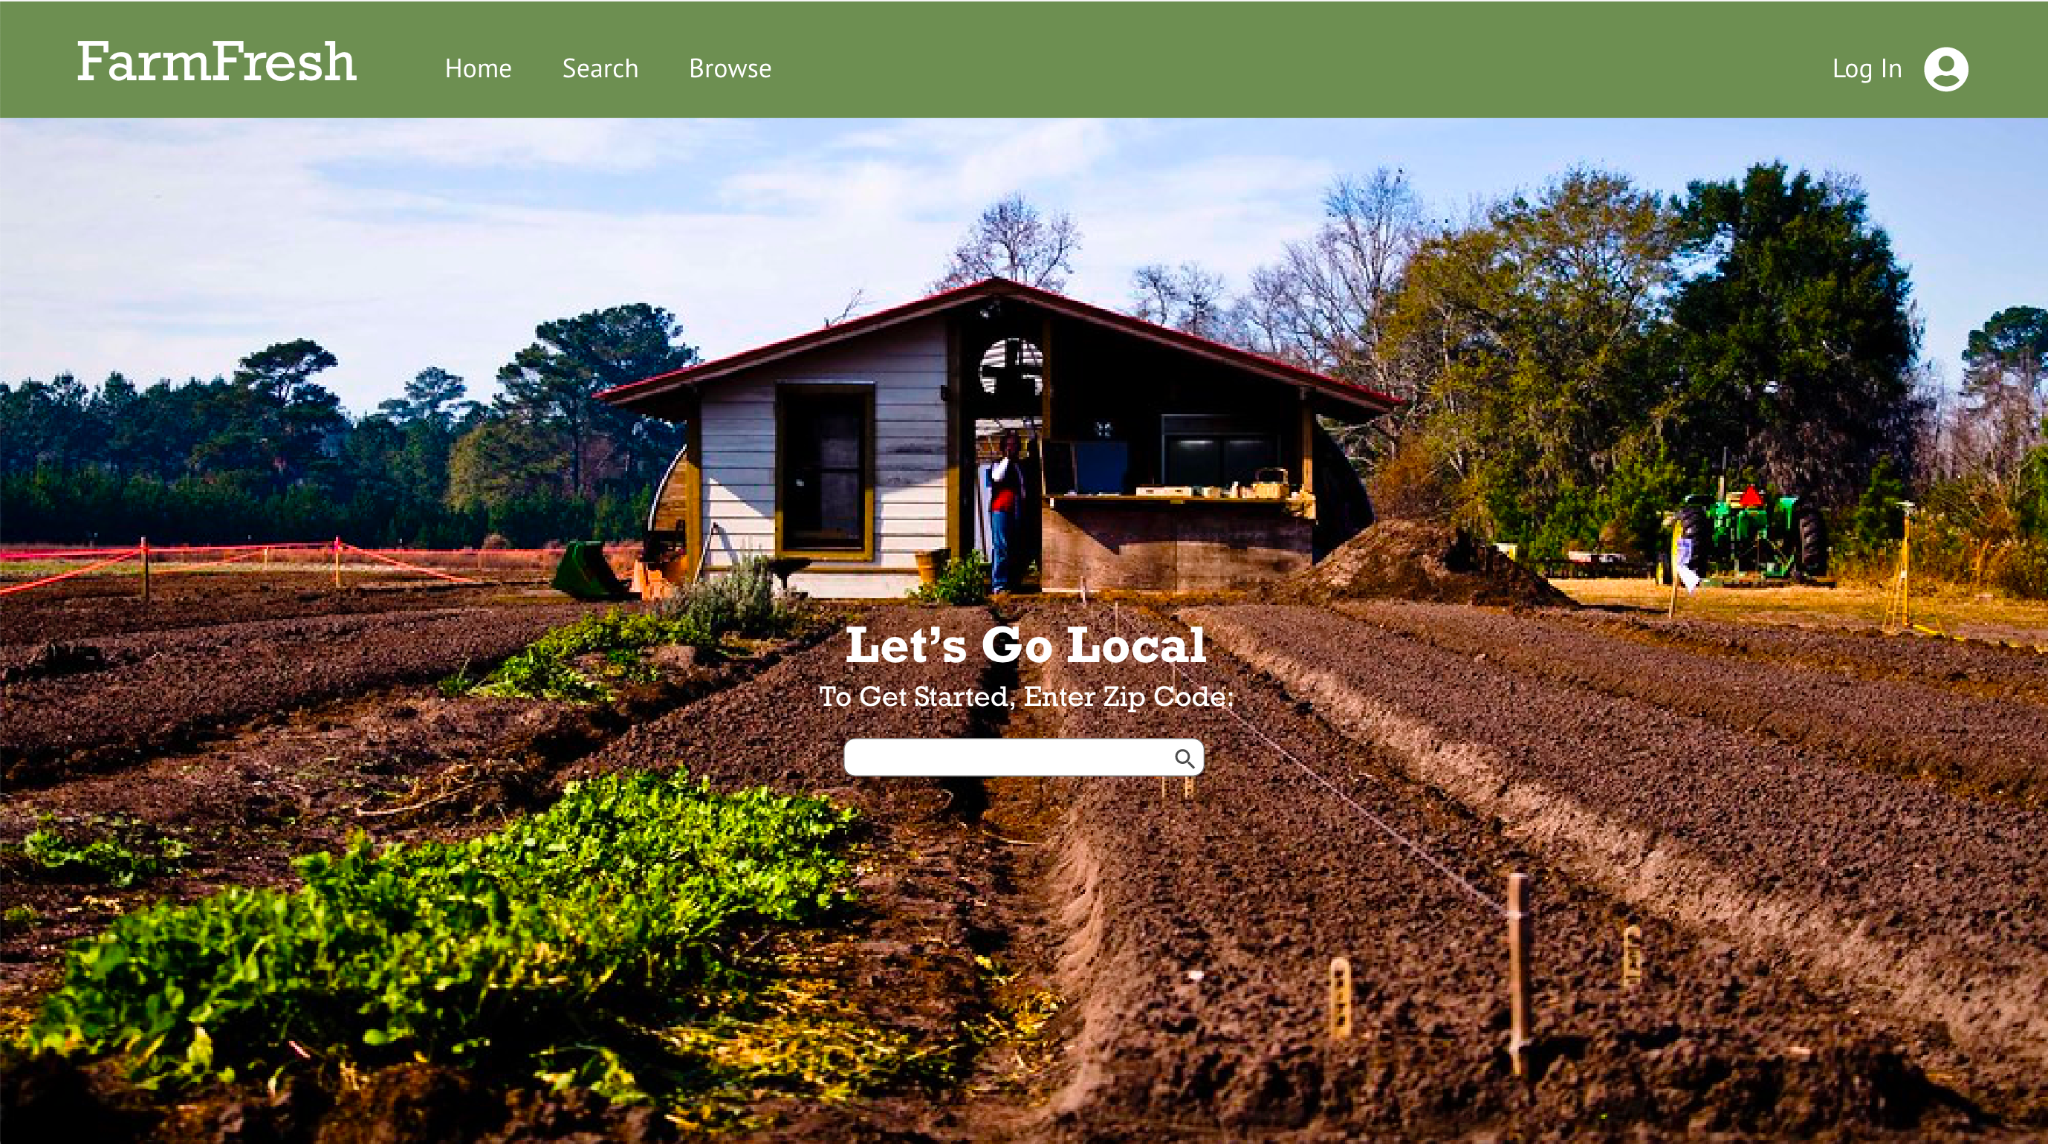 FarmFresh
Home Search Browse Log In
Let’s Go Local
To Get Started, Enter Zip Code: